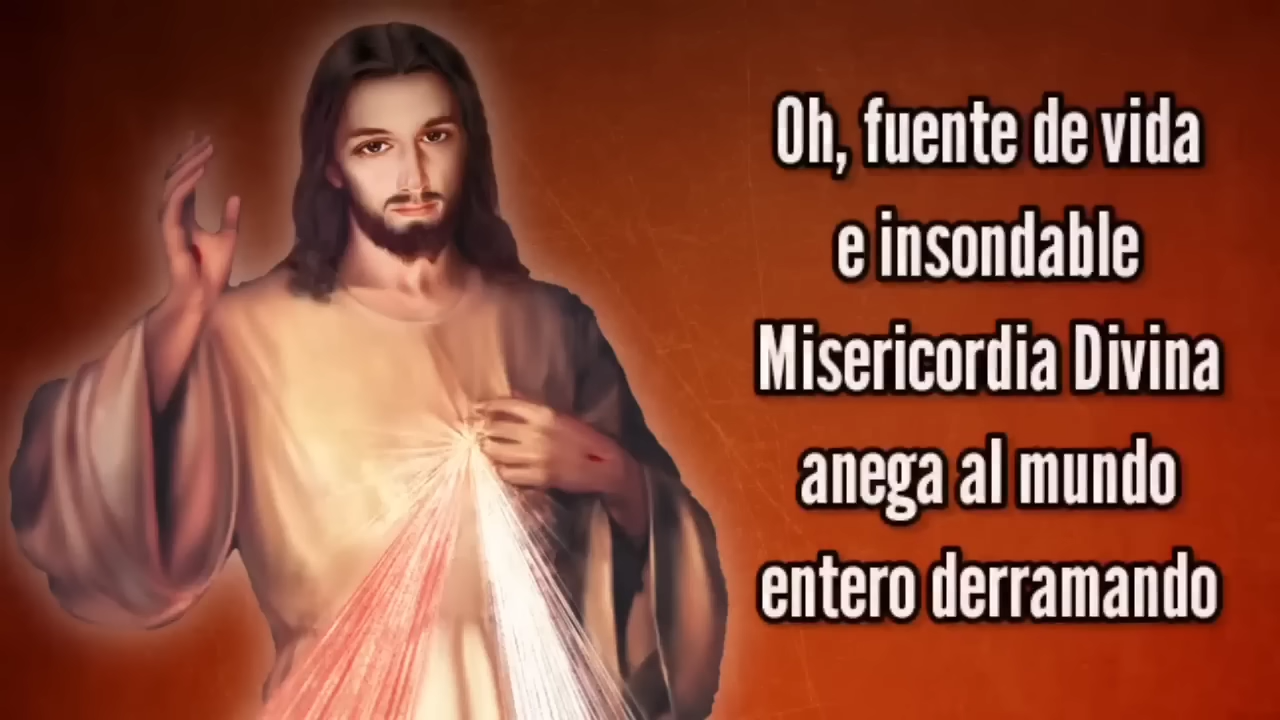 Oh, fuente de vida
e insondable
Misericordia Divina
anega al mundo
entero derramando